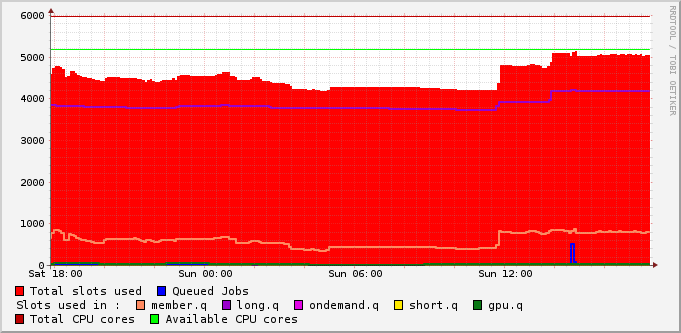 6000
5000
4000
3000
2000
1000
0
Sat 18:00 Sun 00:00 Sun 06:00 Sun 12:00
RRDTOOL / TOBI OETIKER
Total slots used Queued Jobs
Slots used in : member.q long.q ondemand.q short.q gpu.q
Total CPU cores Available CPU cores